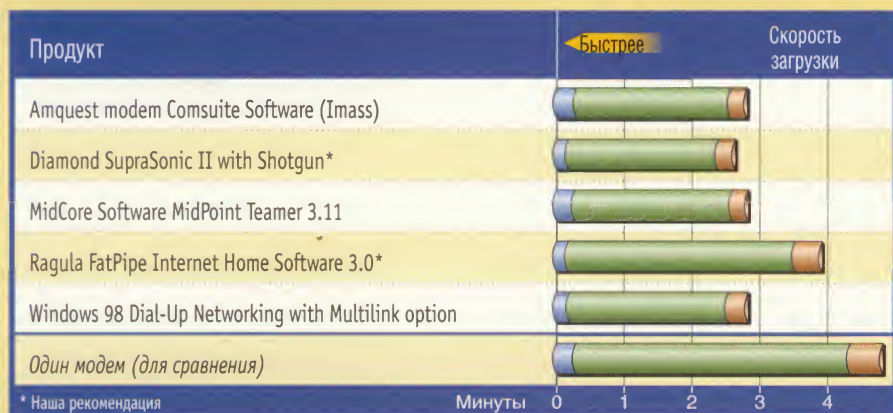 Продукт
Быстрее
Скорость
загрузки
Amquest modem Comsuite Software (Imass)
Diamond SupraSonic II with Shotgun*
MidCore Software MidPoint Teamer 3.11
Ragula FatPipe Internet Home Software 3.0*
Windows 98 Dial-Up Networking with Multilink option
Один модем (для сравнения)
* Наша рекомендация
Минуты 0 1 2 3 4